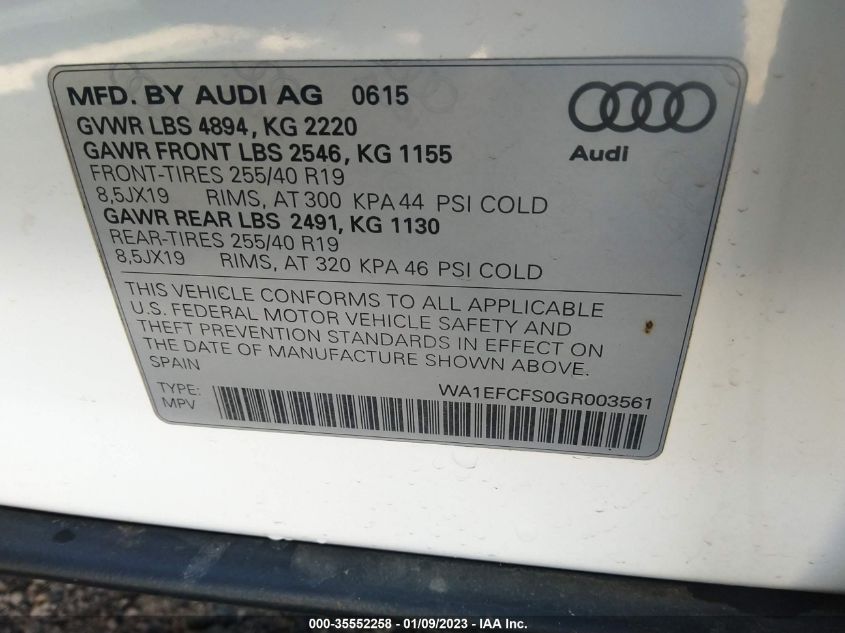 MFD. BY AUDI AG 0615
GVWR LBS 4894, KG 2220
GAWR FRONT LBS 2546, KG 1155
FRONT-TIRES 255/40 R19
8,5JX19 RIMS, AT 300 KPA 44 PSI COLD
GAWR REAR LBS 2491, KG 1130
REAR-TIRES 255/40 R19
8,5JX19 RIMS, AT 320 KPA 46 PSI COLD
Audi
THIS VEHICLE CONFORMS TO ALL APPLICABLE
U.S. FEDERAL MOTOR VEHICLE SAFETY AND
THEFT PREVENTION STANDARDS IN EFFECT ON
THE DATE OF MANUFACTURE SHOWN ABOVE.
SPAIN
TYPE: WA1EFCFS0GR003561
MPV
000-35552258 - 01/09/2023 - IAA Inc.